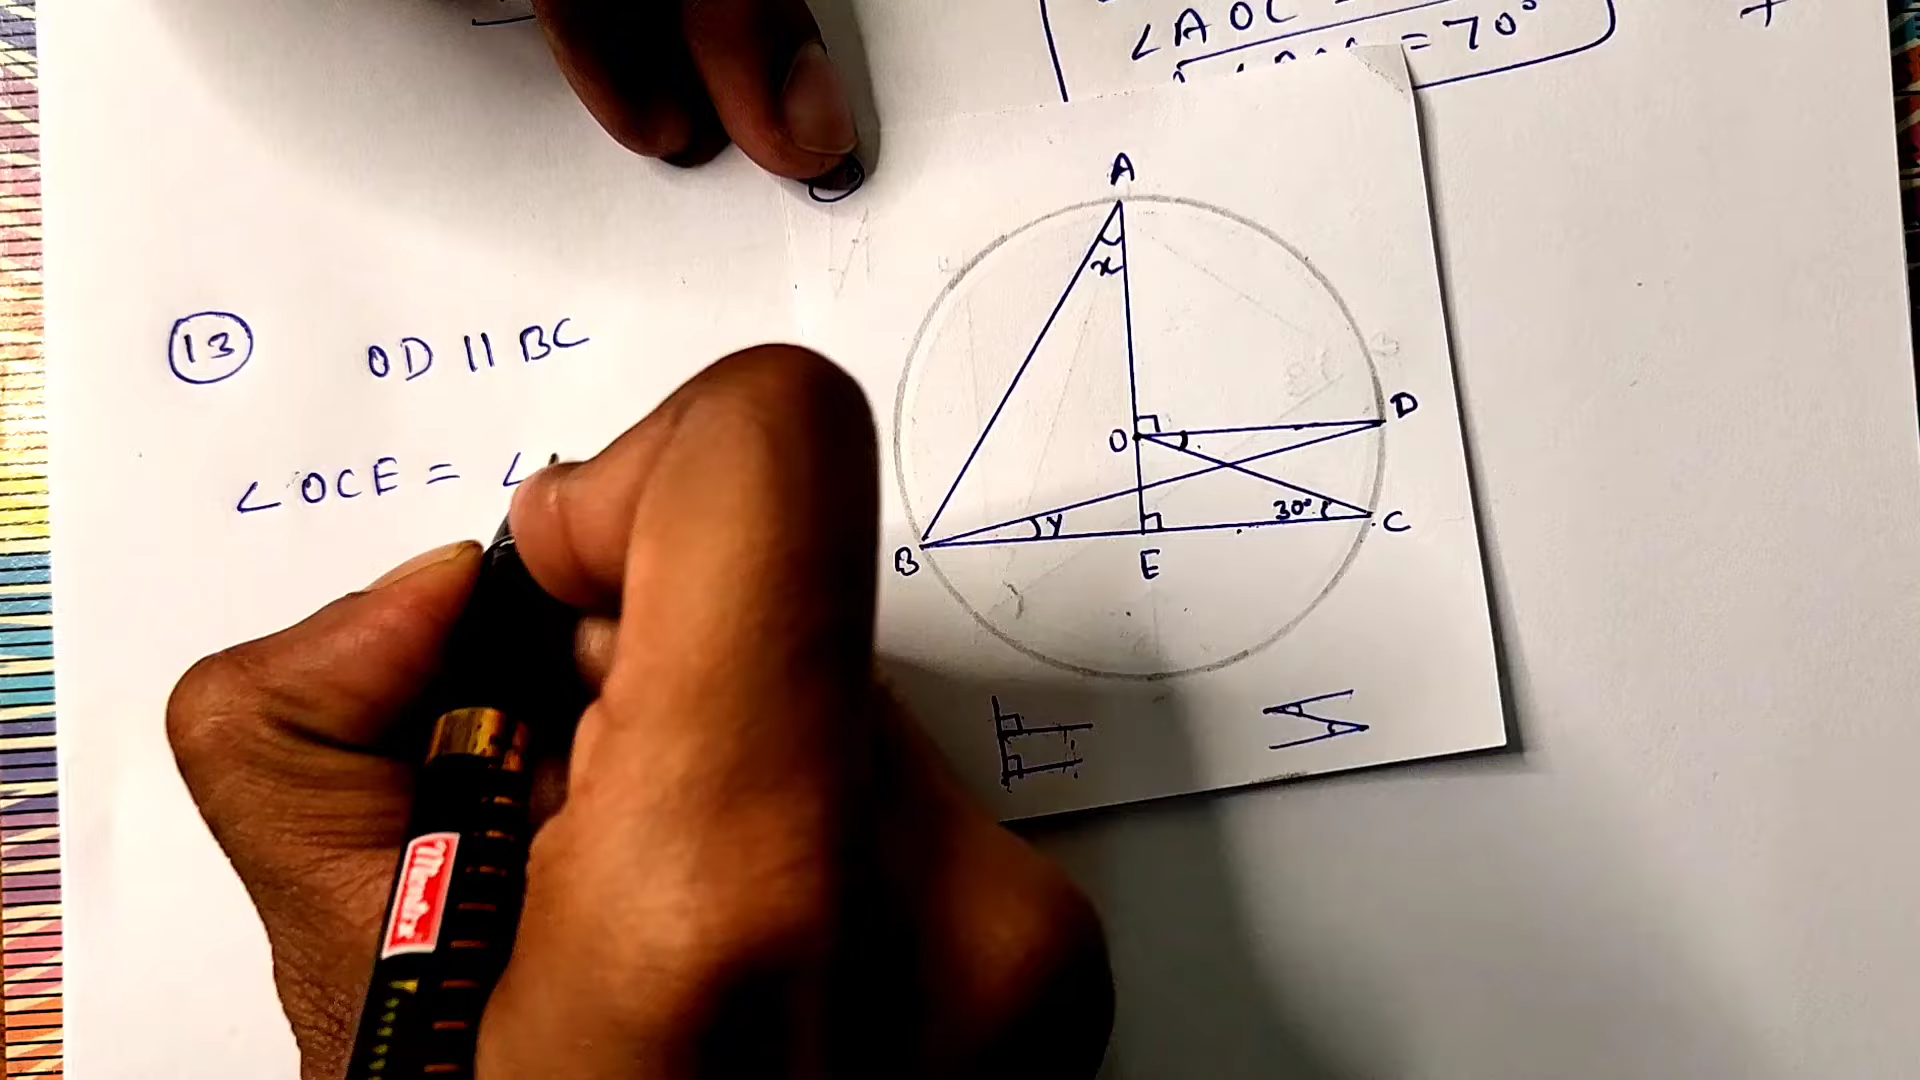 ∠AOC
= 70°
13 OD || BC
∠OCE = ∠
A
x
D
O
30°
C
y
B
E